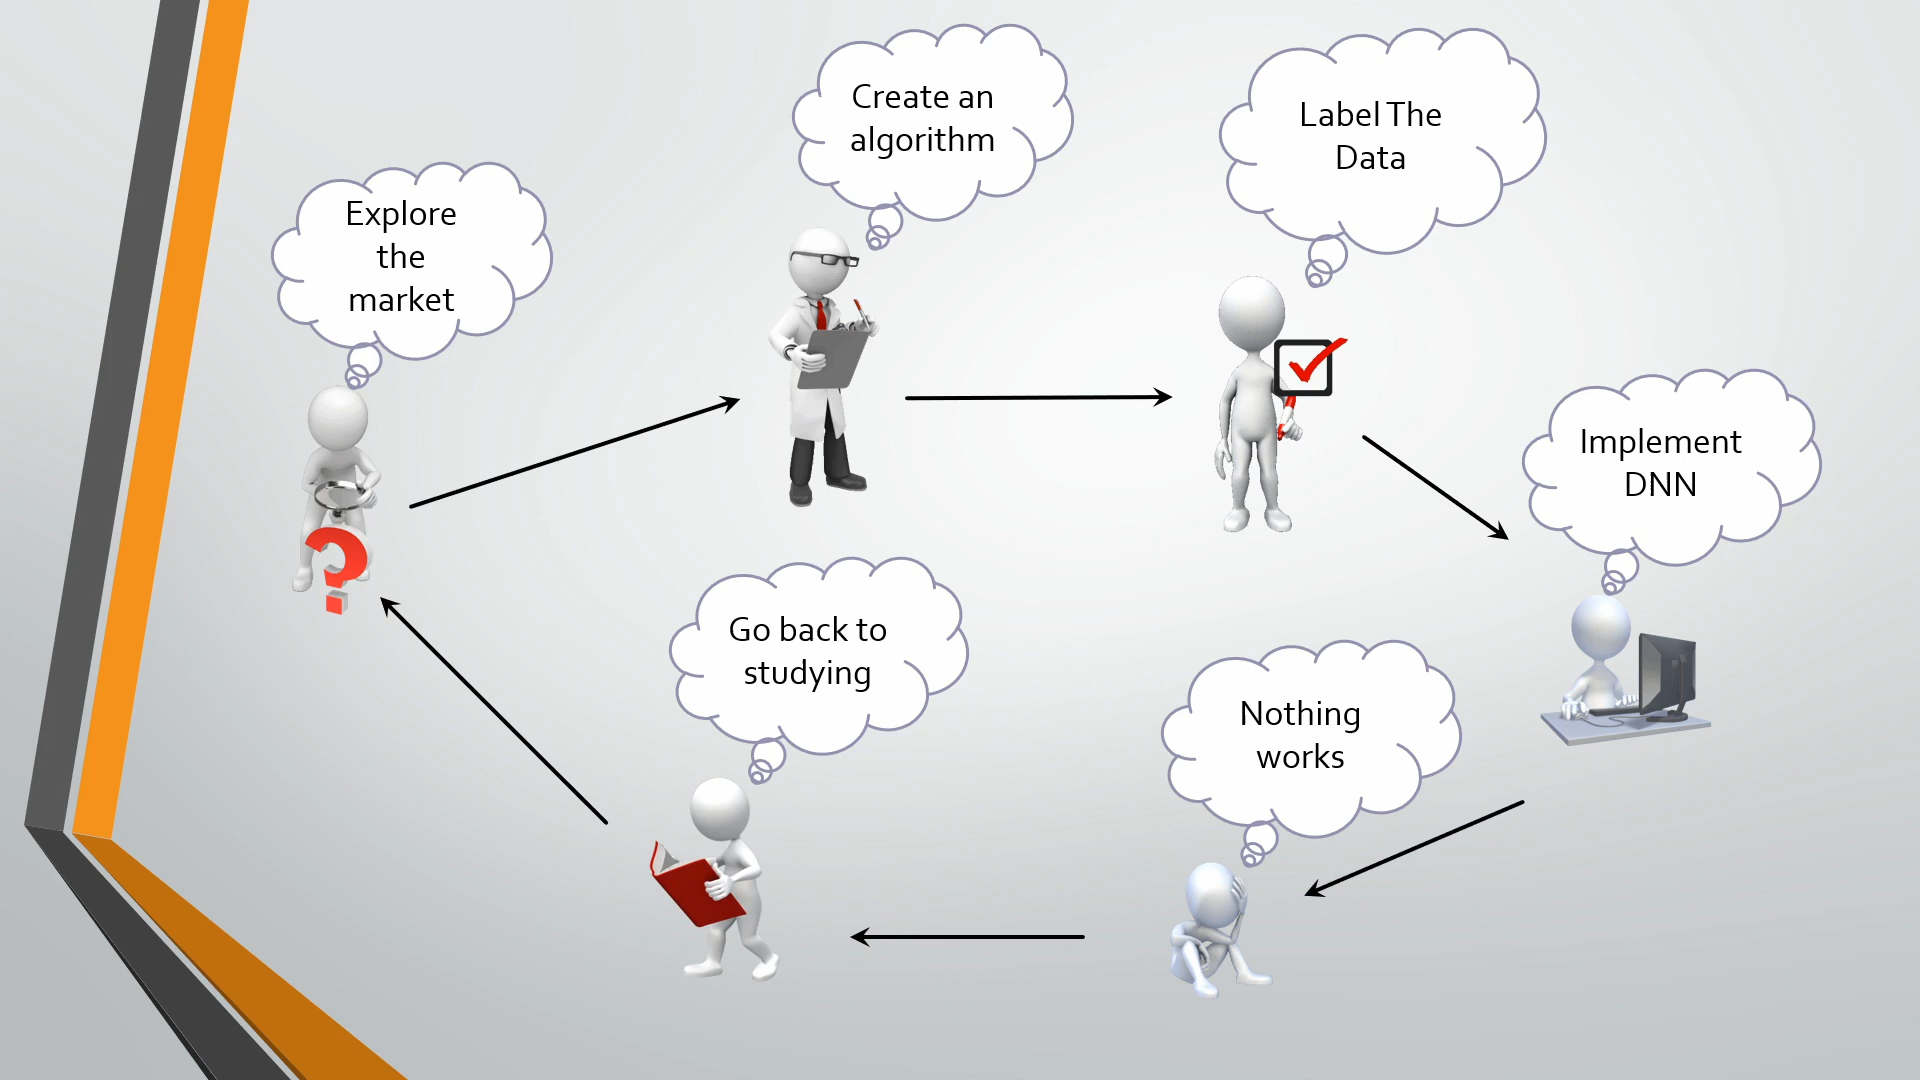 Explore
the
market
Create an
algorithm
Label The
Data
Implement
DNN
Nothing
works
Go back to
studying